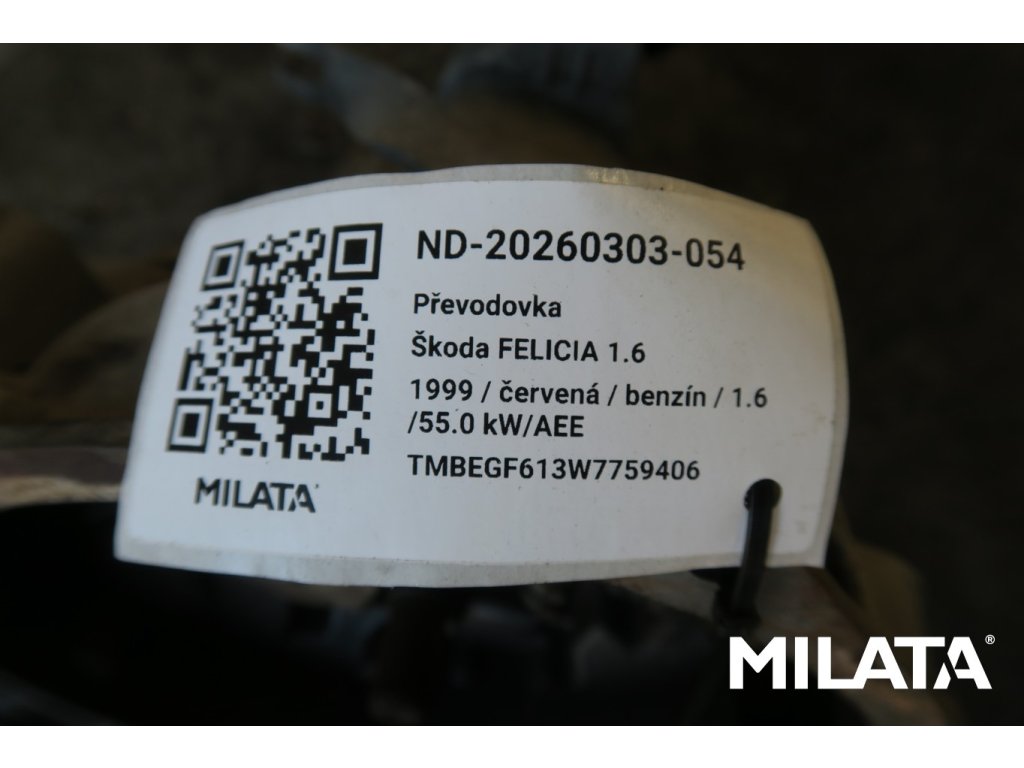 ND-20260303-054
Převodovka
Škoda FELICIA 1.6
1999 / červená / benzín / 1.6
/55.0 kW/AEE
TMBEGF613W7759406
MILATA
MILATA®